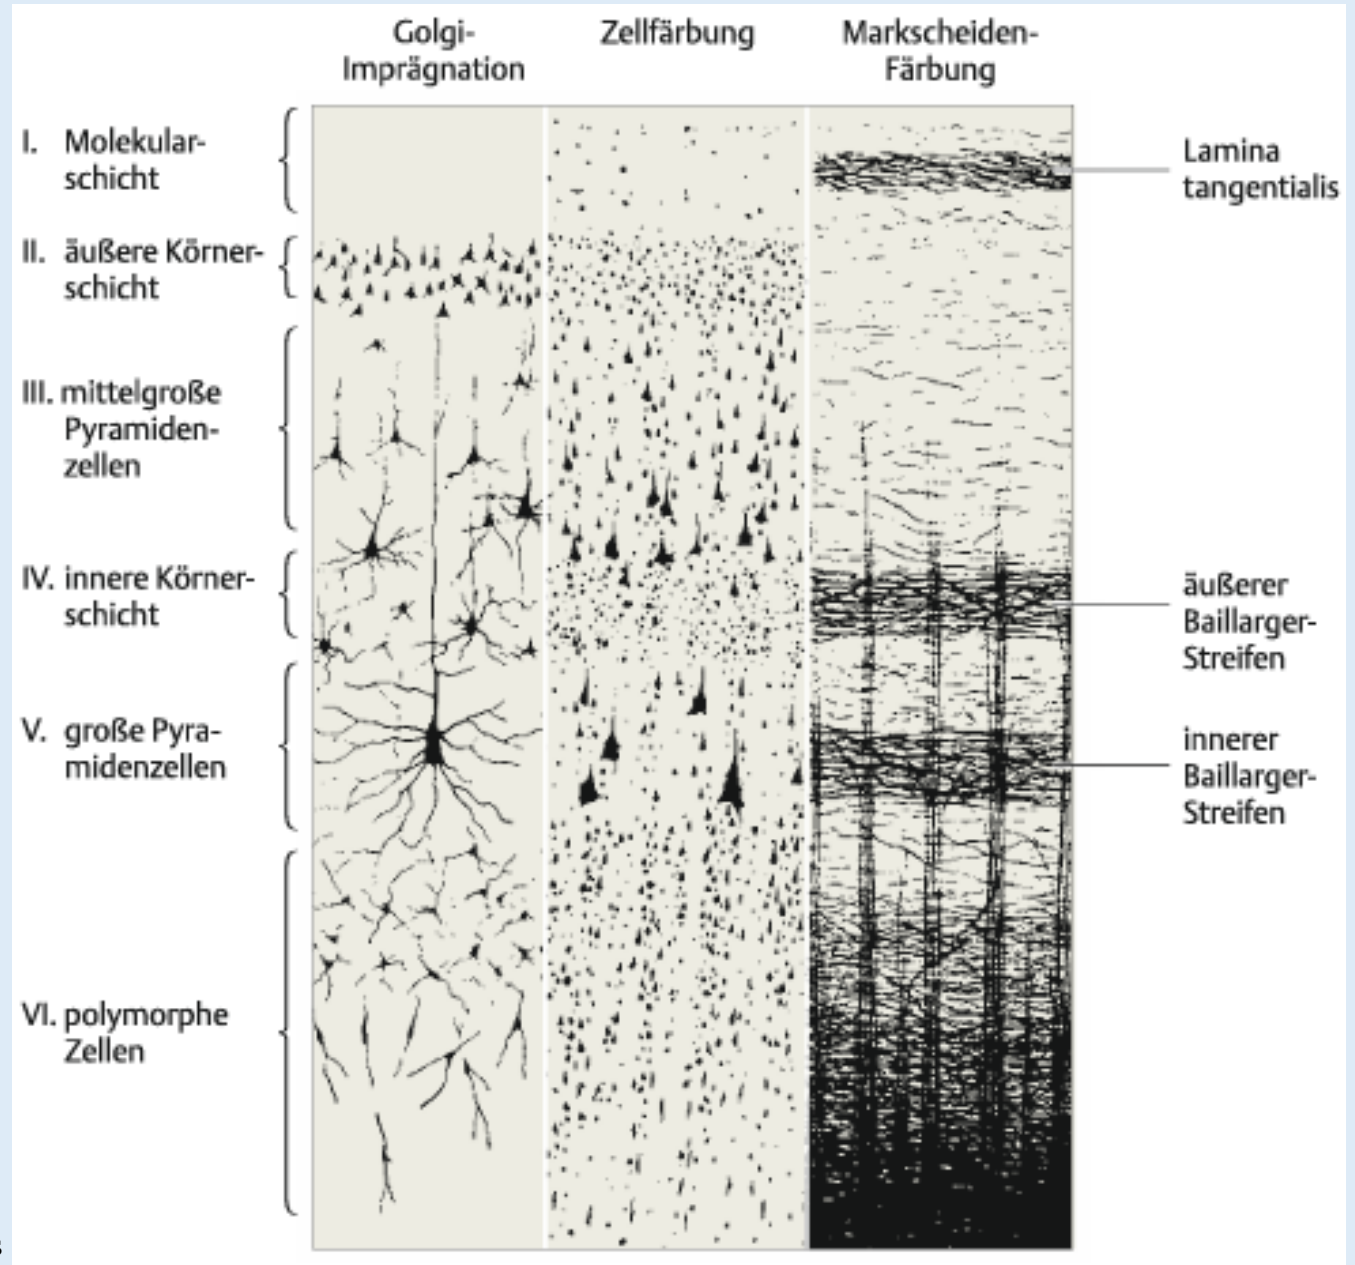 Golgi-
Imprägnation
Zellfärbung
Markscheiden-
Färbung
I. Molekular-
schicht
II. äußere Körner-
schicht
III. mittelgroße
Pyramiden-
zellen
IV. innere Körner-
schicht
V. große Pyra-
midenzellen
VI. polymorphe
Zellen
Lamina
tangentialis
äußerer
Baillarger-
Streifen
innerer
Baillarger-
Streifen